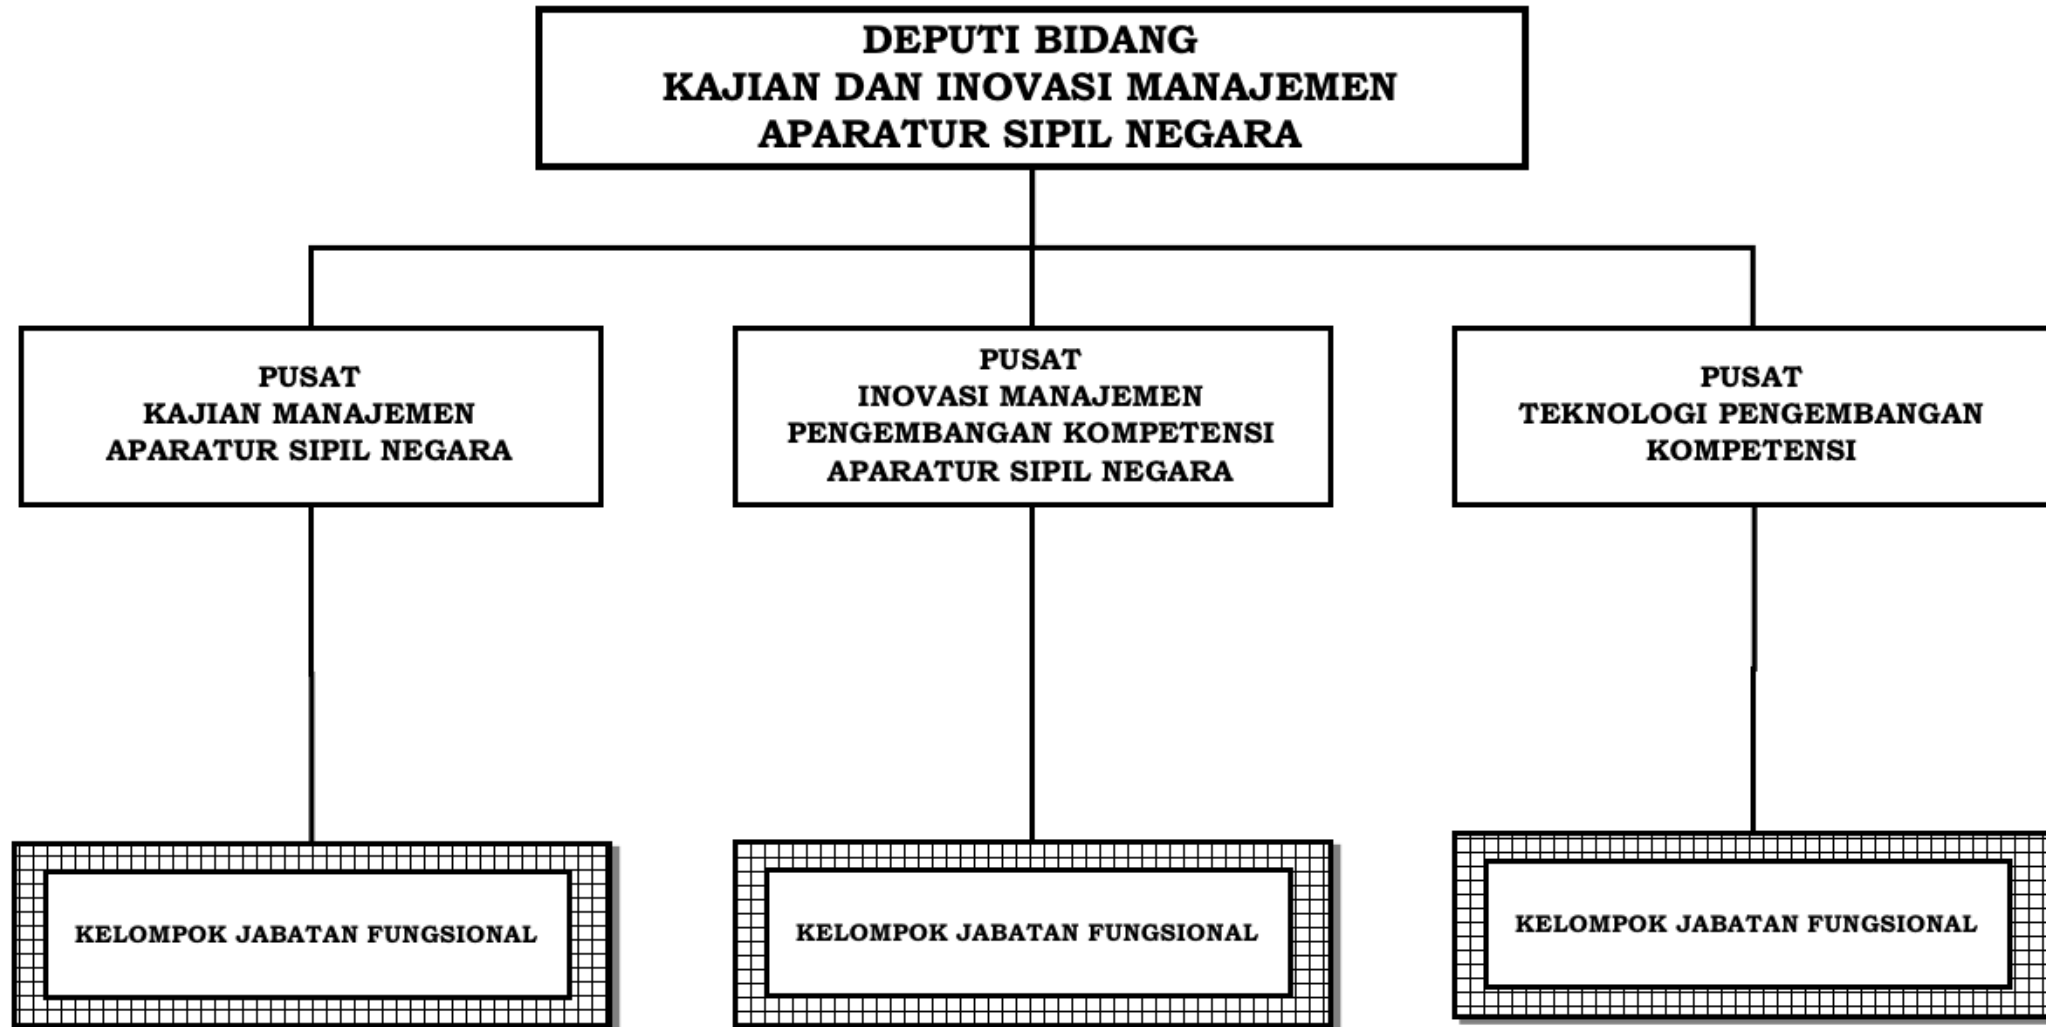 DEPUTI BIDANG
KAJIAN DAN INOVASI MANAJEMEN
APARATUR SIPIL NEGARA
PUSAT
KAJIAN MANAJEMEN
APARATUR SIPIL NEGARA
PUSAT
INOVASI MANAJEMEN
PENGEMBANGAN KOMPETENSI
APARATUR SIPIL NEGARA
PUSAT
TEKNOLOGI PENGEMBANGAN
KOMPETENSI
KELOMPOK JABATAN FUNGSIONAL
KELOMPOK JABATAN FUNGSIONAL
KELOMPOK JABATAN FUNGSIONAL